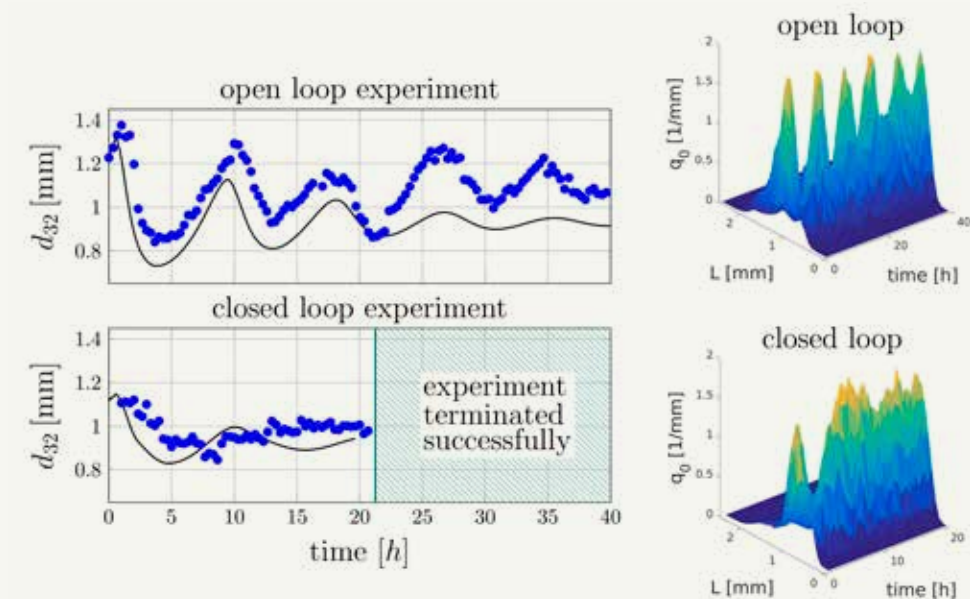 open loop experiment
1.4
1.2
1
0.8
d32 [mm]
closed loop experiment
1.4
1.2
1
0.8
d32 [mm]
experiment
terminated
successfully
0 5 10 15 20 25 30 35 40
time [h]
open loop
2
1.5
1
0.5
0
q0 [1/mm]
2 1 0
L [mm]
0 20 40
time [h]
closed loop
2
1.5
1
0.5
0
q0 [1/mm]
2 1 0
L [mm]
0 10 20
time [h]